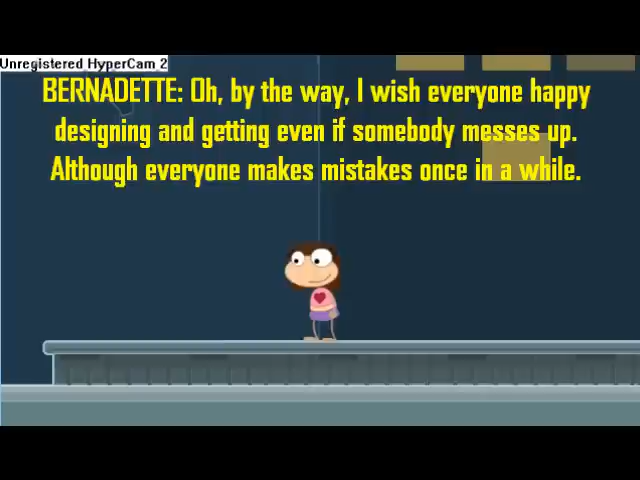 Unregistered HyperCam 2
BERNADETTE: Oh, by the way, I wish everyone happy
designing and getting even if somebody messes up.
Although everyone makes mistakes once in a while.